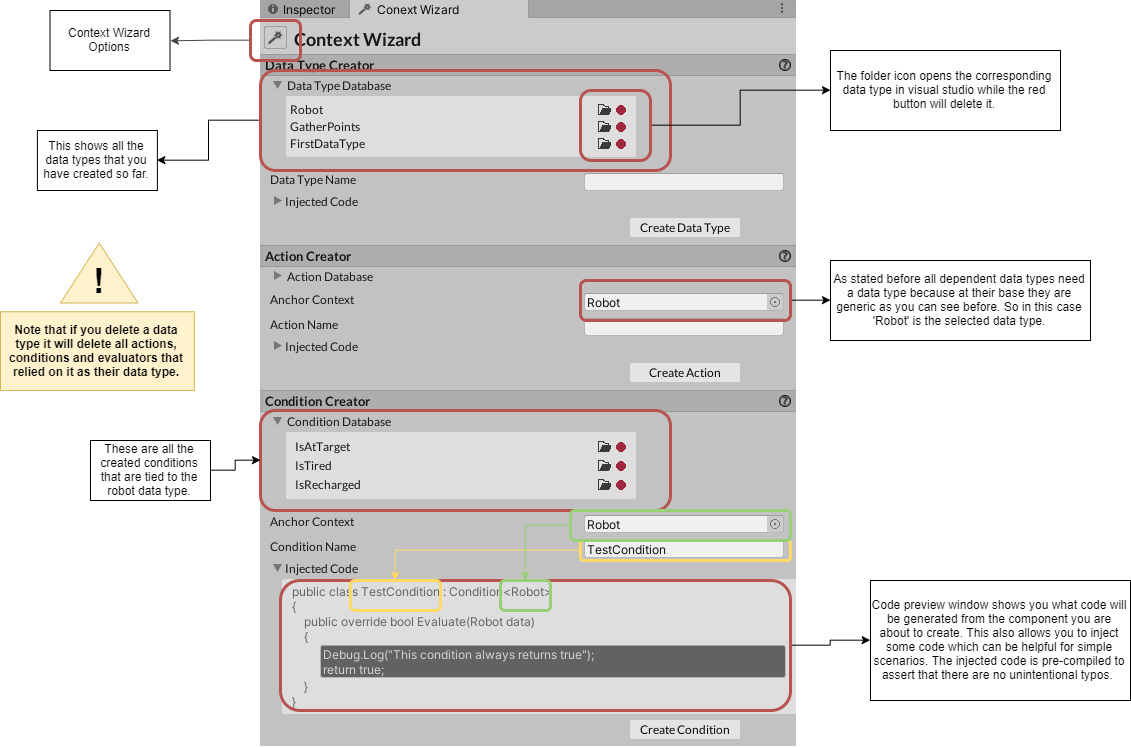 Inspector
Conext Wizard
Context Wizard
Options
Context Wizard
Data Type Creator
Data Type Database
Robot
GatherPoints
FirstDataType
The folder icon opens the corresponding
data type in visual studio while the red
button will delete it.
This shows all the
data types that you
have created so far.
Data Type Name
Injected Code
Create Data Type
Action Creator
Action Database
Anchor Context
Robot
Action Name
Injected Code
Create Action
As stated before all dependent data types need
a data type because at their base they are
generic as you can see before. So in this case
'Robot' is the selected data type.
!
Note that if you delete a data
type it will delete all actions,
conditions and evaluators that
relied on it as their data type.
Condition Creator
Condition Database
IsAtTarget
IsTired
IsRecharged
These are all the
created conditions
that are tied to the
robot data type.
Anchor Context
Robot
Condition Name
TestCondition
Injected Code
public class TestCondition : Condition<Robot>
{
public override bool Evaluate(Robot data)
{
Debug.Log("This condition always returns true");
return true;
}
}
Create Condition
Code preview window shows you what code will
be generated from the component you are
about to create. This also allows you to inject
some code which can be helpful for simple
scenarios. The injected code is pre-compiled to
assert that there are no unintentional typos.